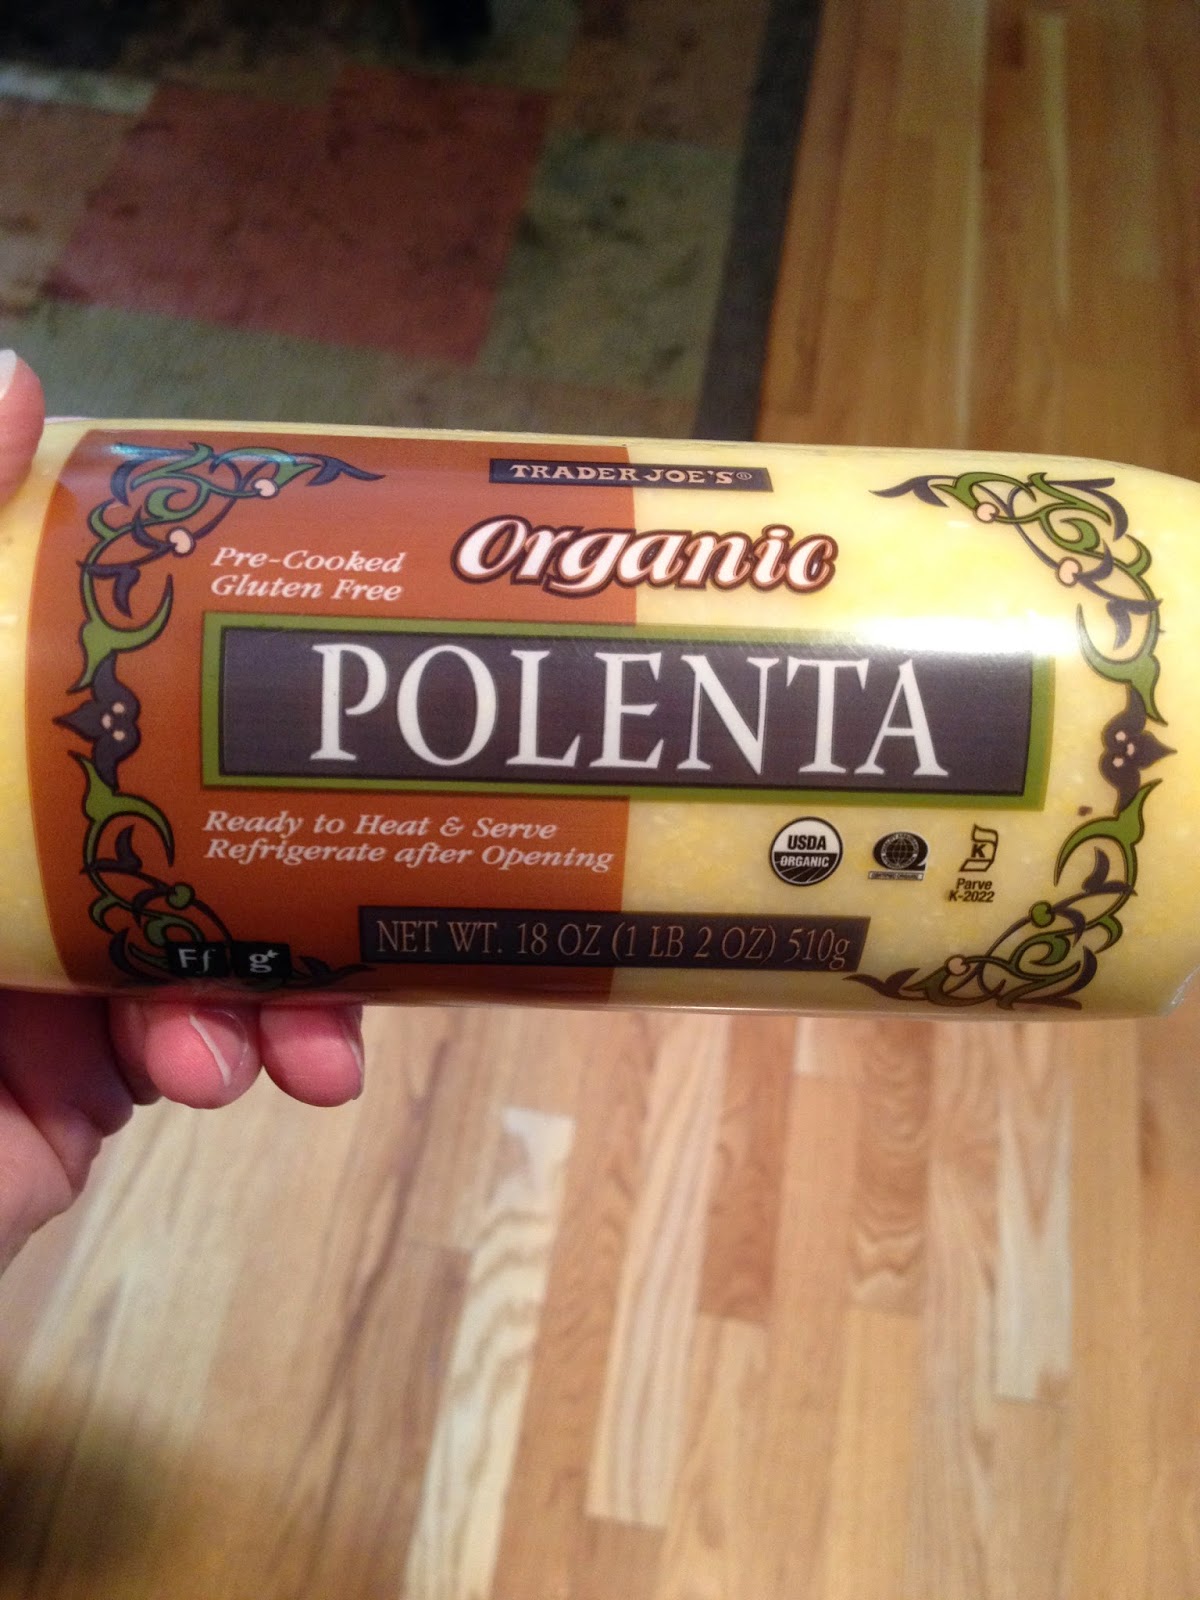 TRADER JOE'S®
Organic
Pre-Cooked
Gluten Free
POLENTA
Ready to Heat & Serve
Refrigerate after Opening
USDA
ORGANIC
K
Parve
K-2022
NET WT. 18 OZ (1 LB 2 OZ) 510g
Ff g*